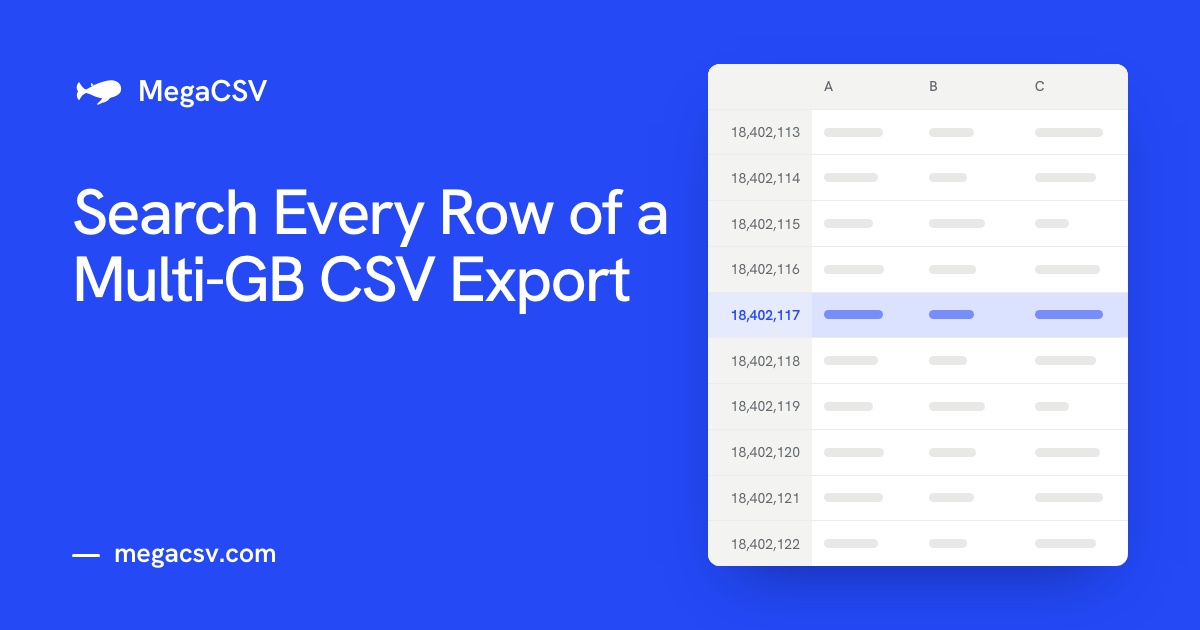 MegaCSV
Search Every Row of a
Multi-GB CSV Export
megacsv.com
A B C
18,402,113
18,402,114
18,402,115
18,402,116
18,402,117
18,402,118
18,402,119
18,402,120
18,402,121
18,402,122